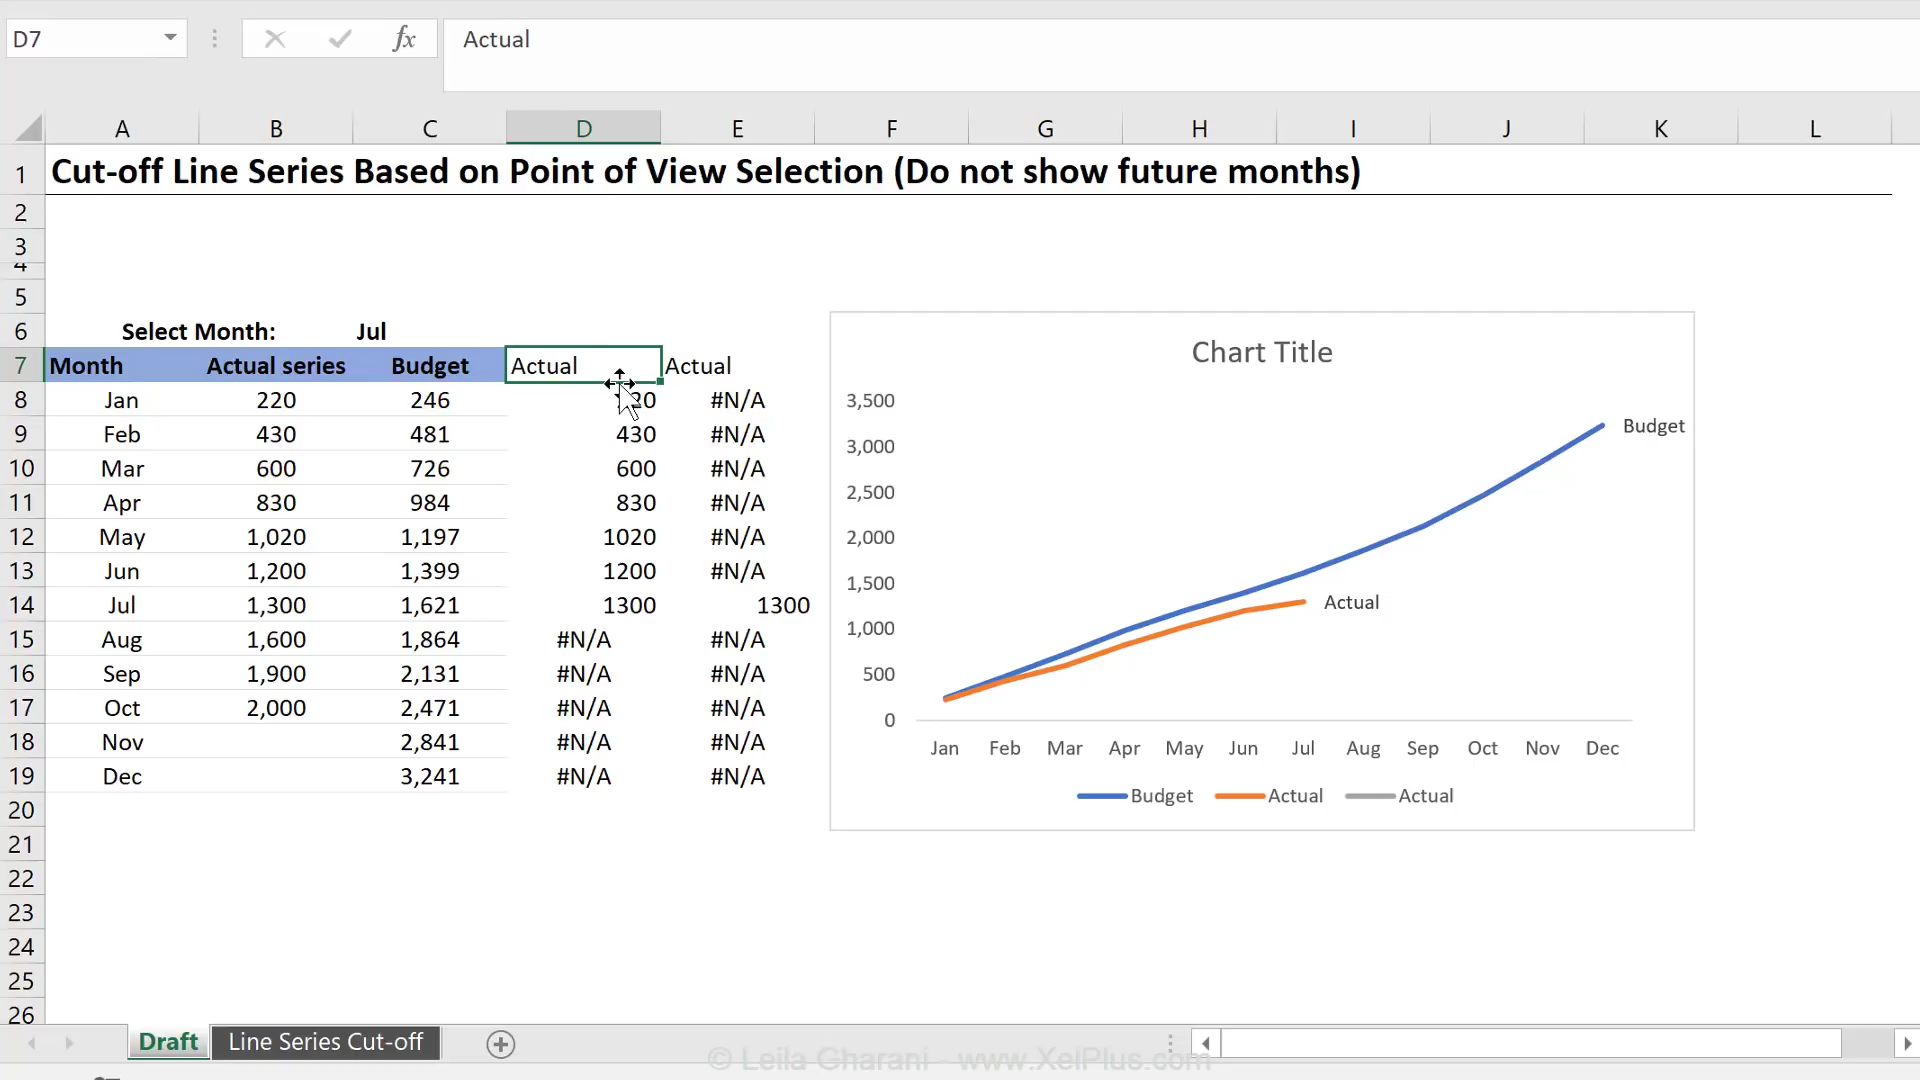 D7 fx Actual
A B C D E F G H I J K L
1 Cut-off Line Series Based on Point of View Selection (Do not show future months)
2
3
4
5
6 Select Month: Jul
7 Month Actual series Budget Actual Actual
8 Jan 220 246 #N/A
9 Feb 430 481 430 #N/A
10 Mar 600 726 600 #N/A
11 Apr 830 984 830 #N/A
12 May 1,020 1,197 1020 #N/A
13 Jun 1,200 1,399 1200 #N/A
14 Jul 1,300 1,621 1300 1300
15 Aug 1,600 1,864 #N/A #N/A
16 Sep 1,900 2,131 #N/A #N/A
17 Oct 2,000 2,471 #N/A #N/A
18 Nov 2,841 #N/A #N/A
19 Dec 3,241 #N/A #N/A
20
21
22
23
24
25
26
Chart Title
3,500
3,000
2,500
2,000
1,500
1,000
500
0
Budget
Actual
Jan Feb Mar Apr May Jun Jul Aug Sep Oct Nov Dec
Budget Actual Actual
Draft Line Series Cut-off
© Leila Gharani - www.XelPlus.com